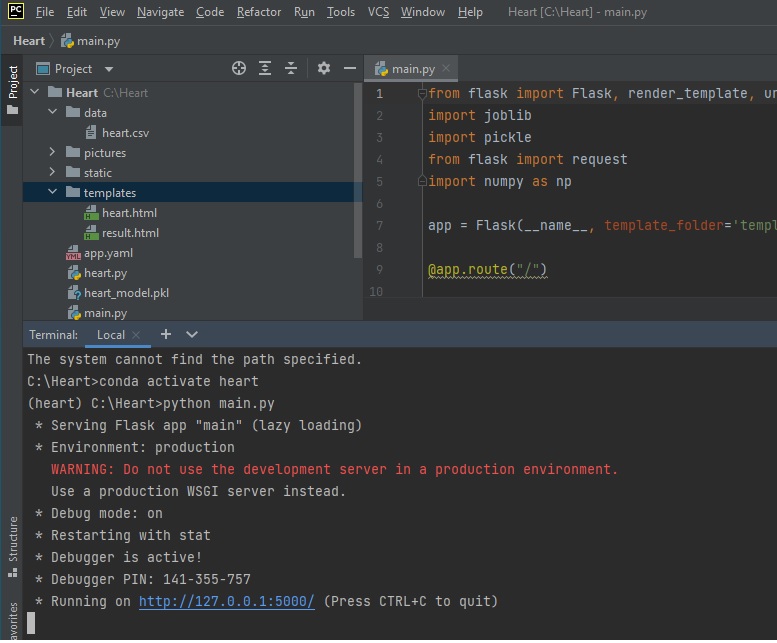 PC File Edit View Navigate Code Refactor Run Tools VCS Window Help Heart [C:\Heart] - main.py
Heart main.py
Project
Project
Heart C:\Heart
data
heart.csv
pictures
static
templates
heart.html
result.html
YML app.yaml
heart.py
heart_model.pkl
main.py
main.py
1 from flask import Flask, render_template, ur
2 import joblib
3 import pickle
4 from flask import request
5 import numpy as np
6
7 app = Flask(__name__, template_folder='templ
8
9 @app.route("/")
10
Terminal: Local
The system cannot find the path specified.
C:\Heart>conda activate heart
(heart) C:\Heart>python main.py
* Serving Flask app "main" (lazy loading)
* Environment: production
WARNING: Do not use the development server in a production environment.
Use a production WSGI server instead.
* Debug mode: on
* Restarting with stat
* Debugger is active!
* Debugger PIN: 141-355-757
* Running on http://127.0.0.1:5000/ (Press CTRL+C to quit)
Structure
avorites